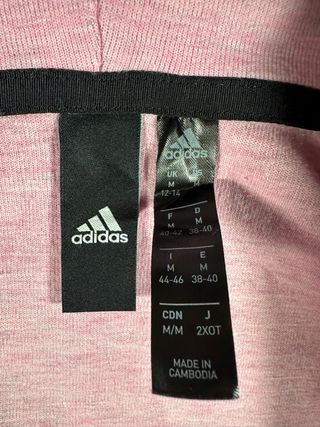 adidas
adidas
UK
M M
12-14 M
F D
M M
40-42 38-40
I E
M M
44-46 38-40
CDN J
M/M 2XOT
MADE IN
CAMBODIA